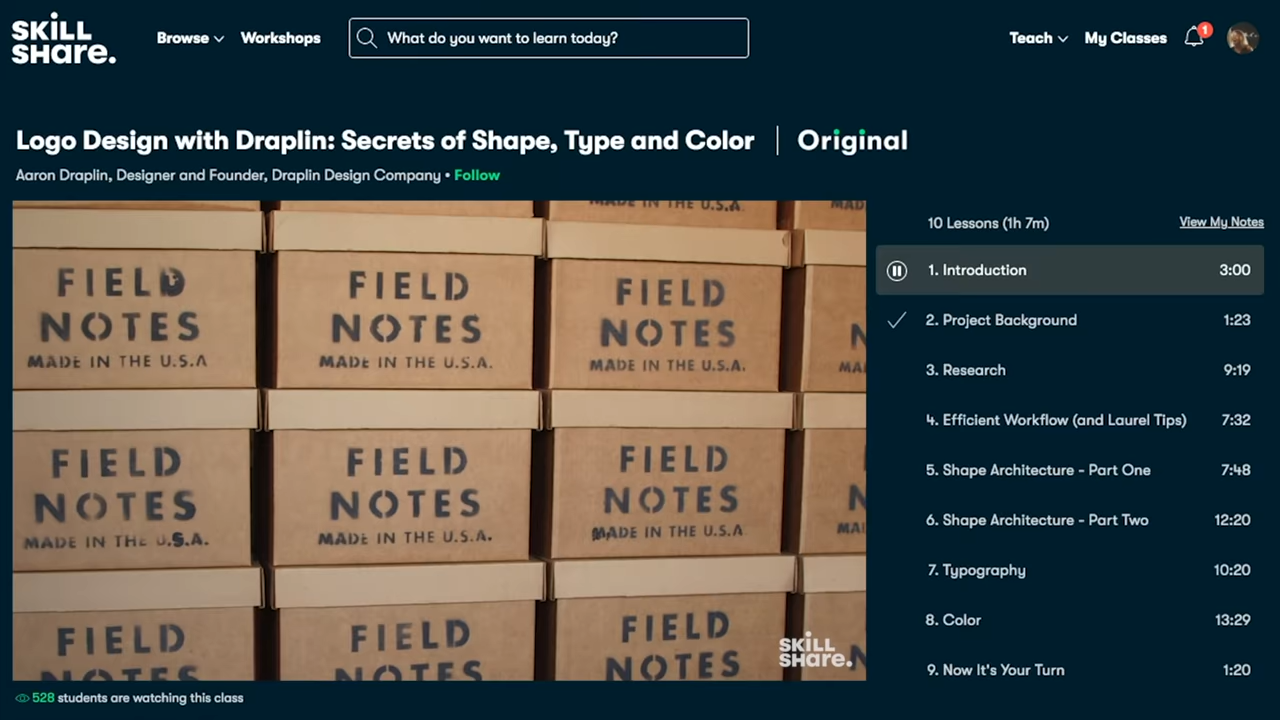 SKILL
SHARE.
Browse
Workshops
What do you want to learn today?
Teach
My Classes
1
Logo Design with Draplin: Secrets of Shape, Type and Color | Original
Aaron Draplin, Designer and Founder, Draplin Design Company • Follow
MADE IN THE U.S.A.
MAD
FIELD
NOTES
MADE IN THE U.S.A
FIELD
NOTES
MADE IN THE U.S.A.
FIELD
NOTES
MADE IN THE U.S.A.
N
MA
FIELD
NOTES
MADE IN THE U.S.A.
FIELD
NOTES
MADE IN THE U.S.A.
FIELD
NOTES
MADE IN THE U.S.A
N
MAI
FIELD
NOTES
FIELD
NOTES
FIELD
NOTES
N
SKILL
SHARE.
528 students are watching this class
10 Lessons (1h 7m)
View My Notes
1. Introduction 3:00
2. Project Background 1:23
3. Research 9:19
4. Efficient Workflow (and Laurel Tips) 7:32
5. Shape Architecture - Part One 7:48
6. Shape Architecture - Part Two 12:20
7. Typography 10:20
8. Color 13:29
9. Now It's Your Turn 1:20